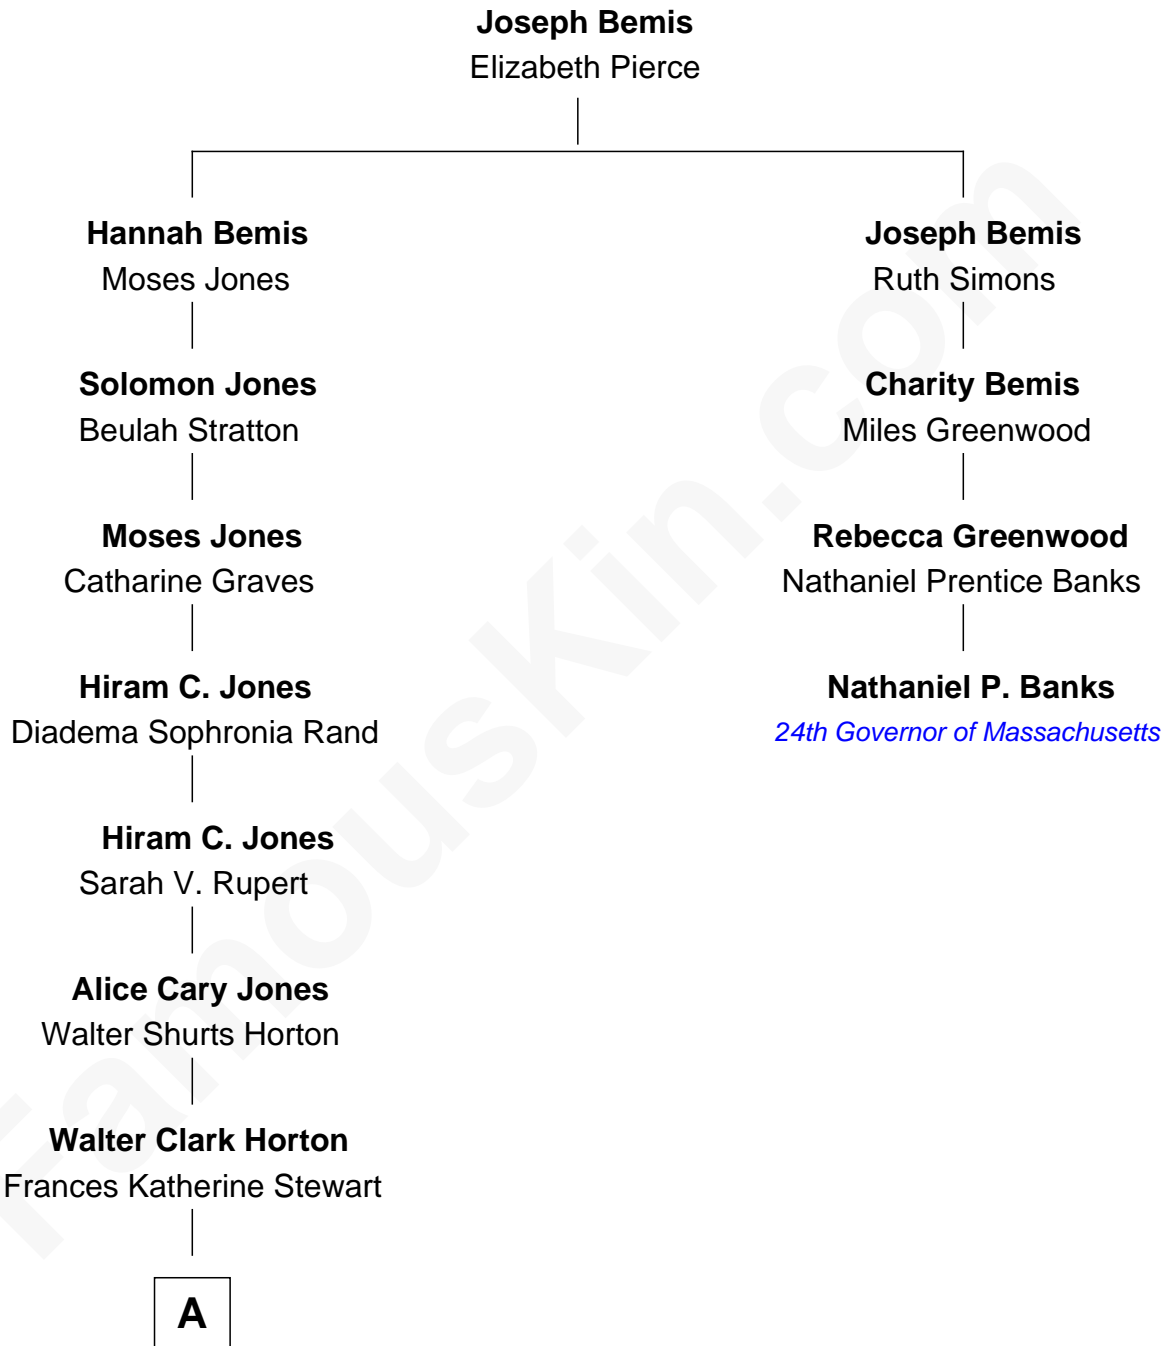 Joseph Bemis
Elizabeth Pierce
Hannah Bemis
Moses Jones
Joseph Bemis
Ruth Simons
Solomon Jones
Beulah Stratton
Charity Bemis
Miles Greenwood
Moses Jones
Catharine Graves
Rebecca Greenwood
Nathaniel Prentice Banks
Hiram C. Jones
Diadema Sophronia Rand
Nathaniel P. Banks
24th Governor of Massachusetts
Hiram C. Jones
Sarah V. Rupert
Alice Cary Jones
Walter Shurts Horton
Walter Clark Horton
Frances Katherine Stewart
A
FamousKin.com